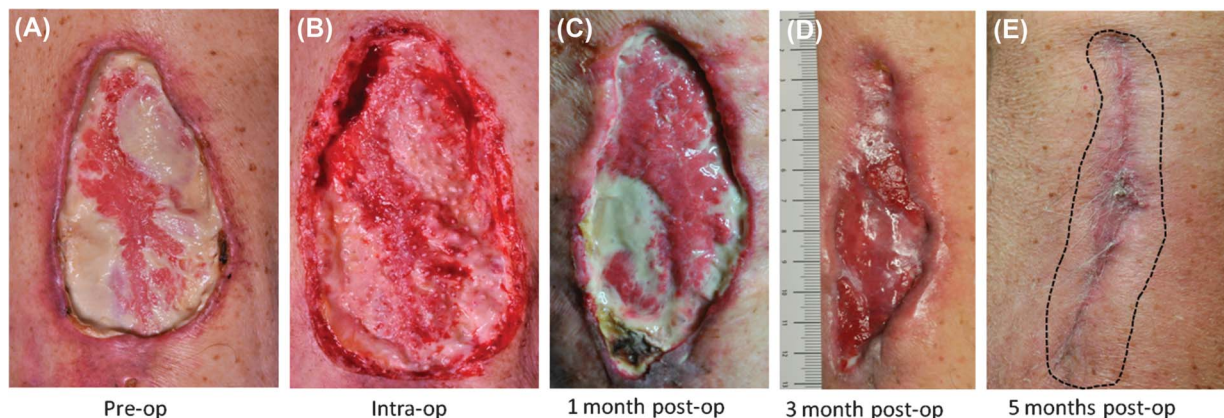 (A) (B) (C) (D) (E)
Pre-op Intra-op 1 month post-op 3 month post-op 5 months post-op